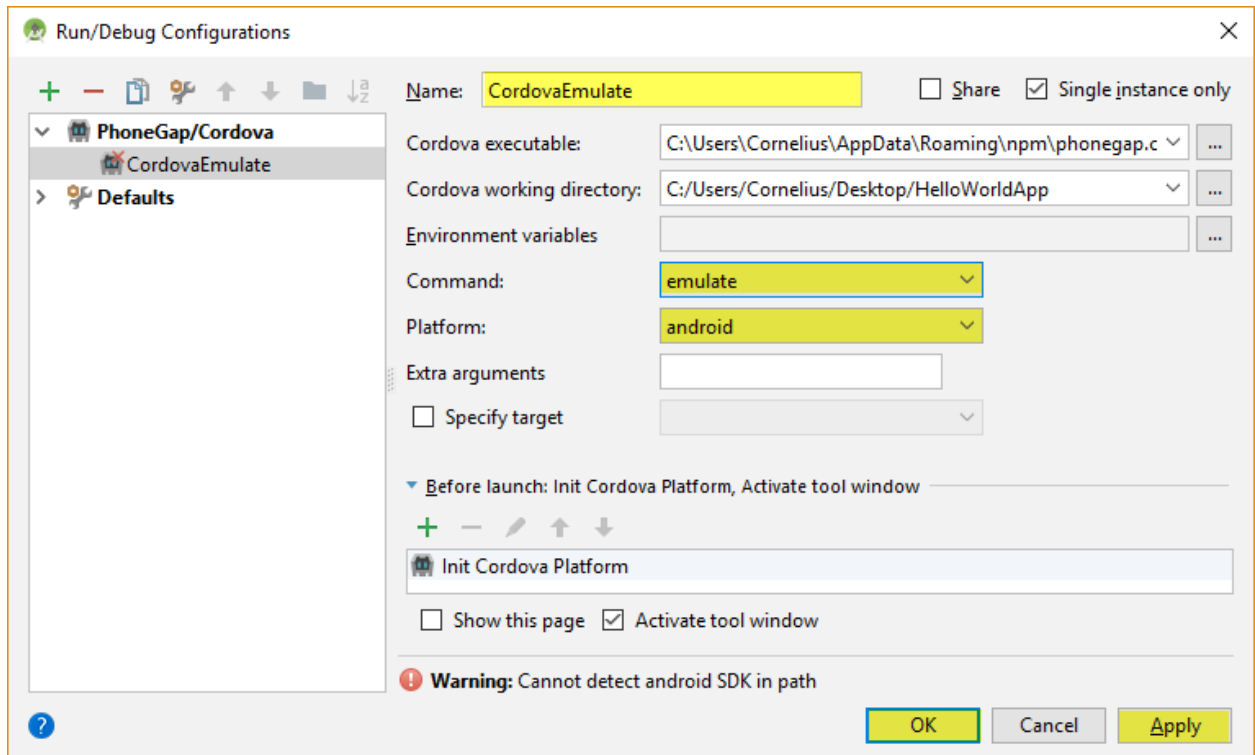 Run/Debug Configurations
Name: CordovaEmulate Share Single instance only
PhoneGap/Cordova
CordovaEmulate
Defaults
Cordova executable: C:\Users\Cornelius\AppData\Roaming\npm\phonegap.c ...
Cordova working directory: C:/Users/Cornelius/Desktop/HelloWorldApp ...
Environment variables ...
Command: emulate
Platform: android
Extra arguments
Specify target
Before launch: Init Cordova Platform, Activate tool window
Init Cordova Platform
Show this page Activate tool window
Warning: Cannot detect android SDK in path
? OK Cancel Apply